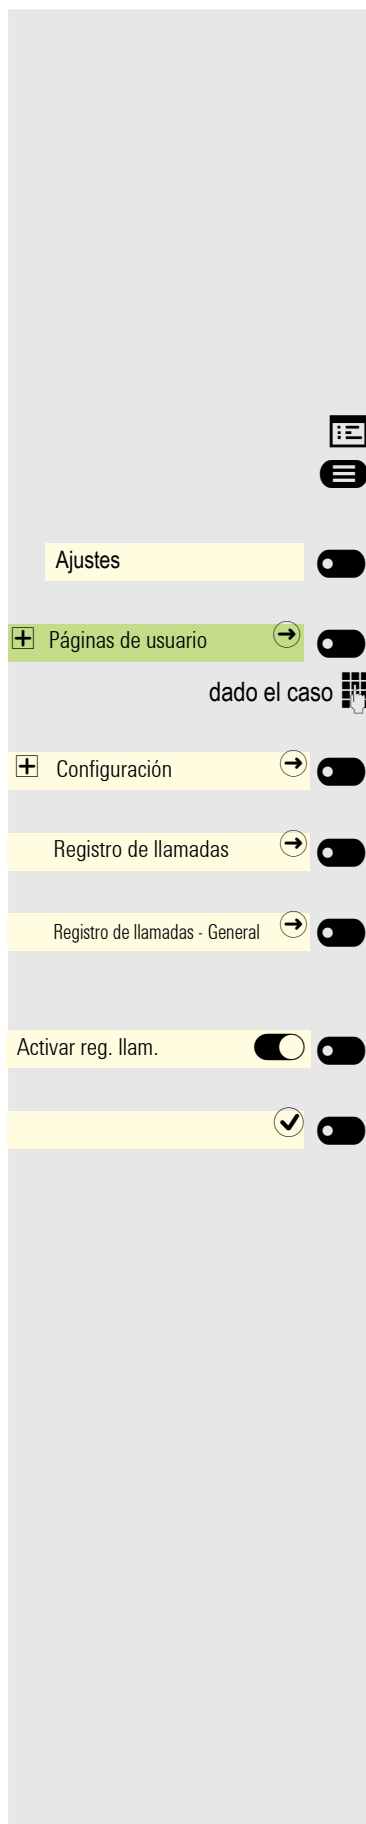 Ajustes
Páginas de usuario
dado el caso
Configuración
Registro de llamadas
Registro de llamadas - General
Activar reg. llam.